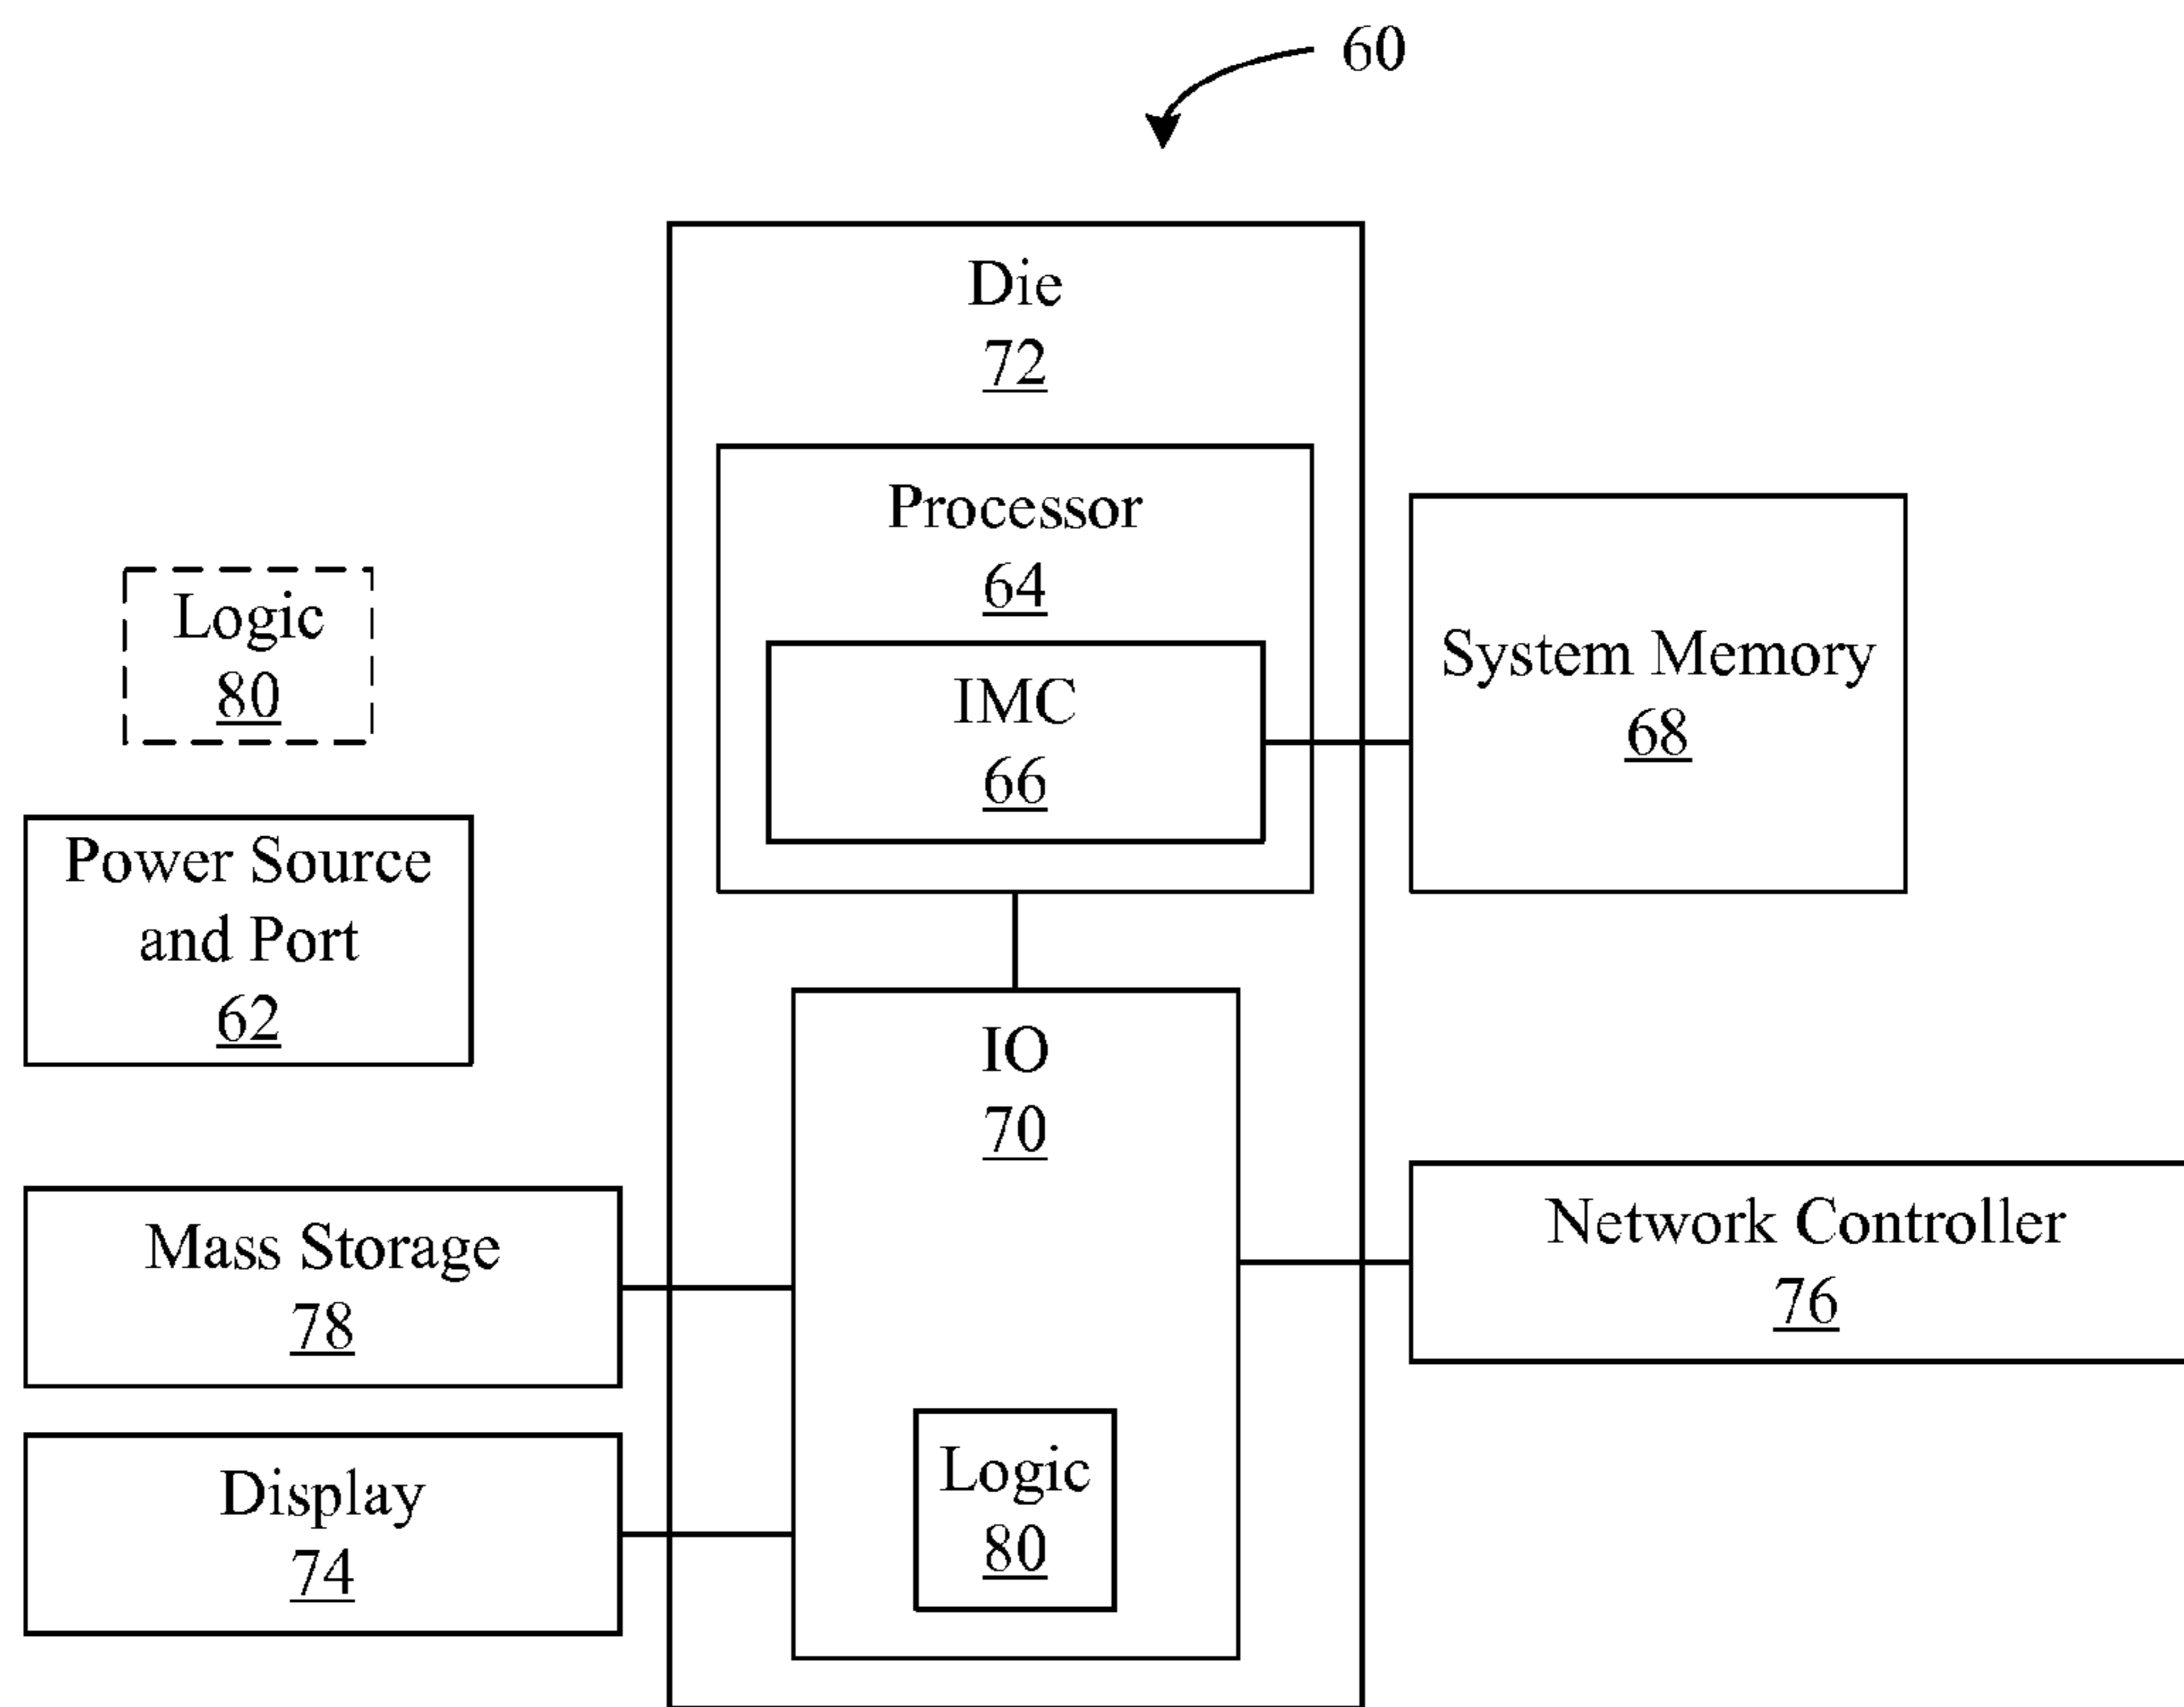 60
Die
72
Processor
64
IMC
66
System Memory
68
Logic
80
Power Source
and Port
62
IO
70
Mass Storage
78
Network Controller
76
Display
74
Logic
80